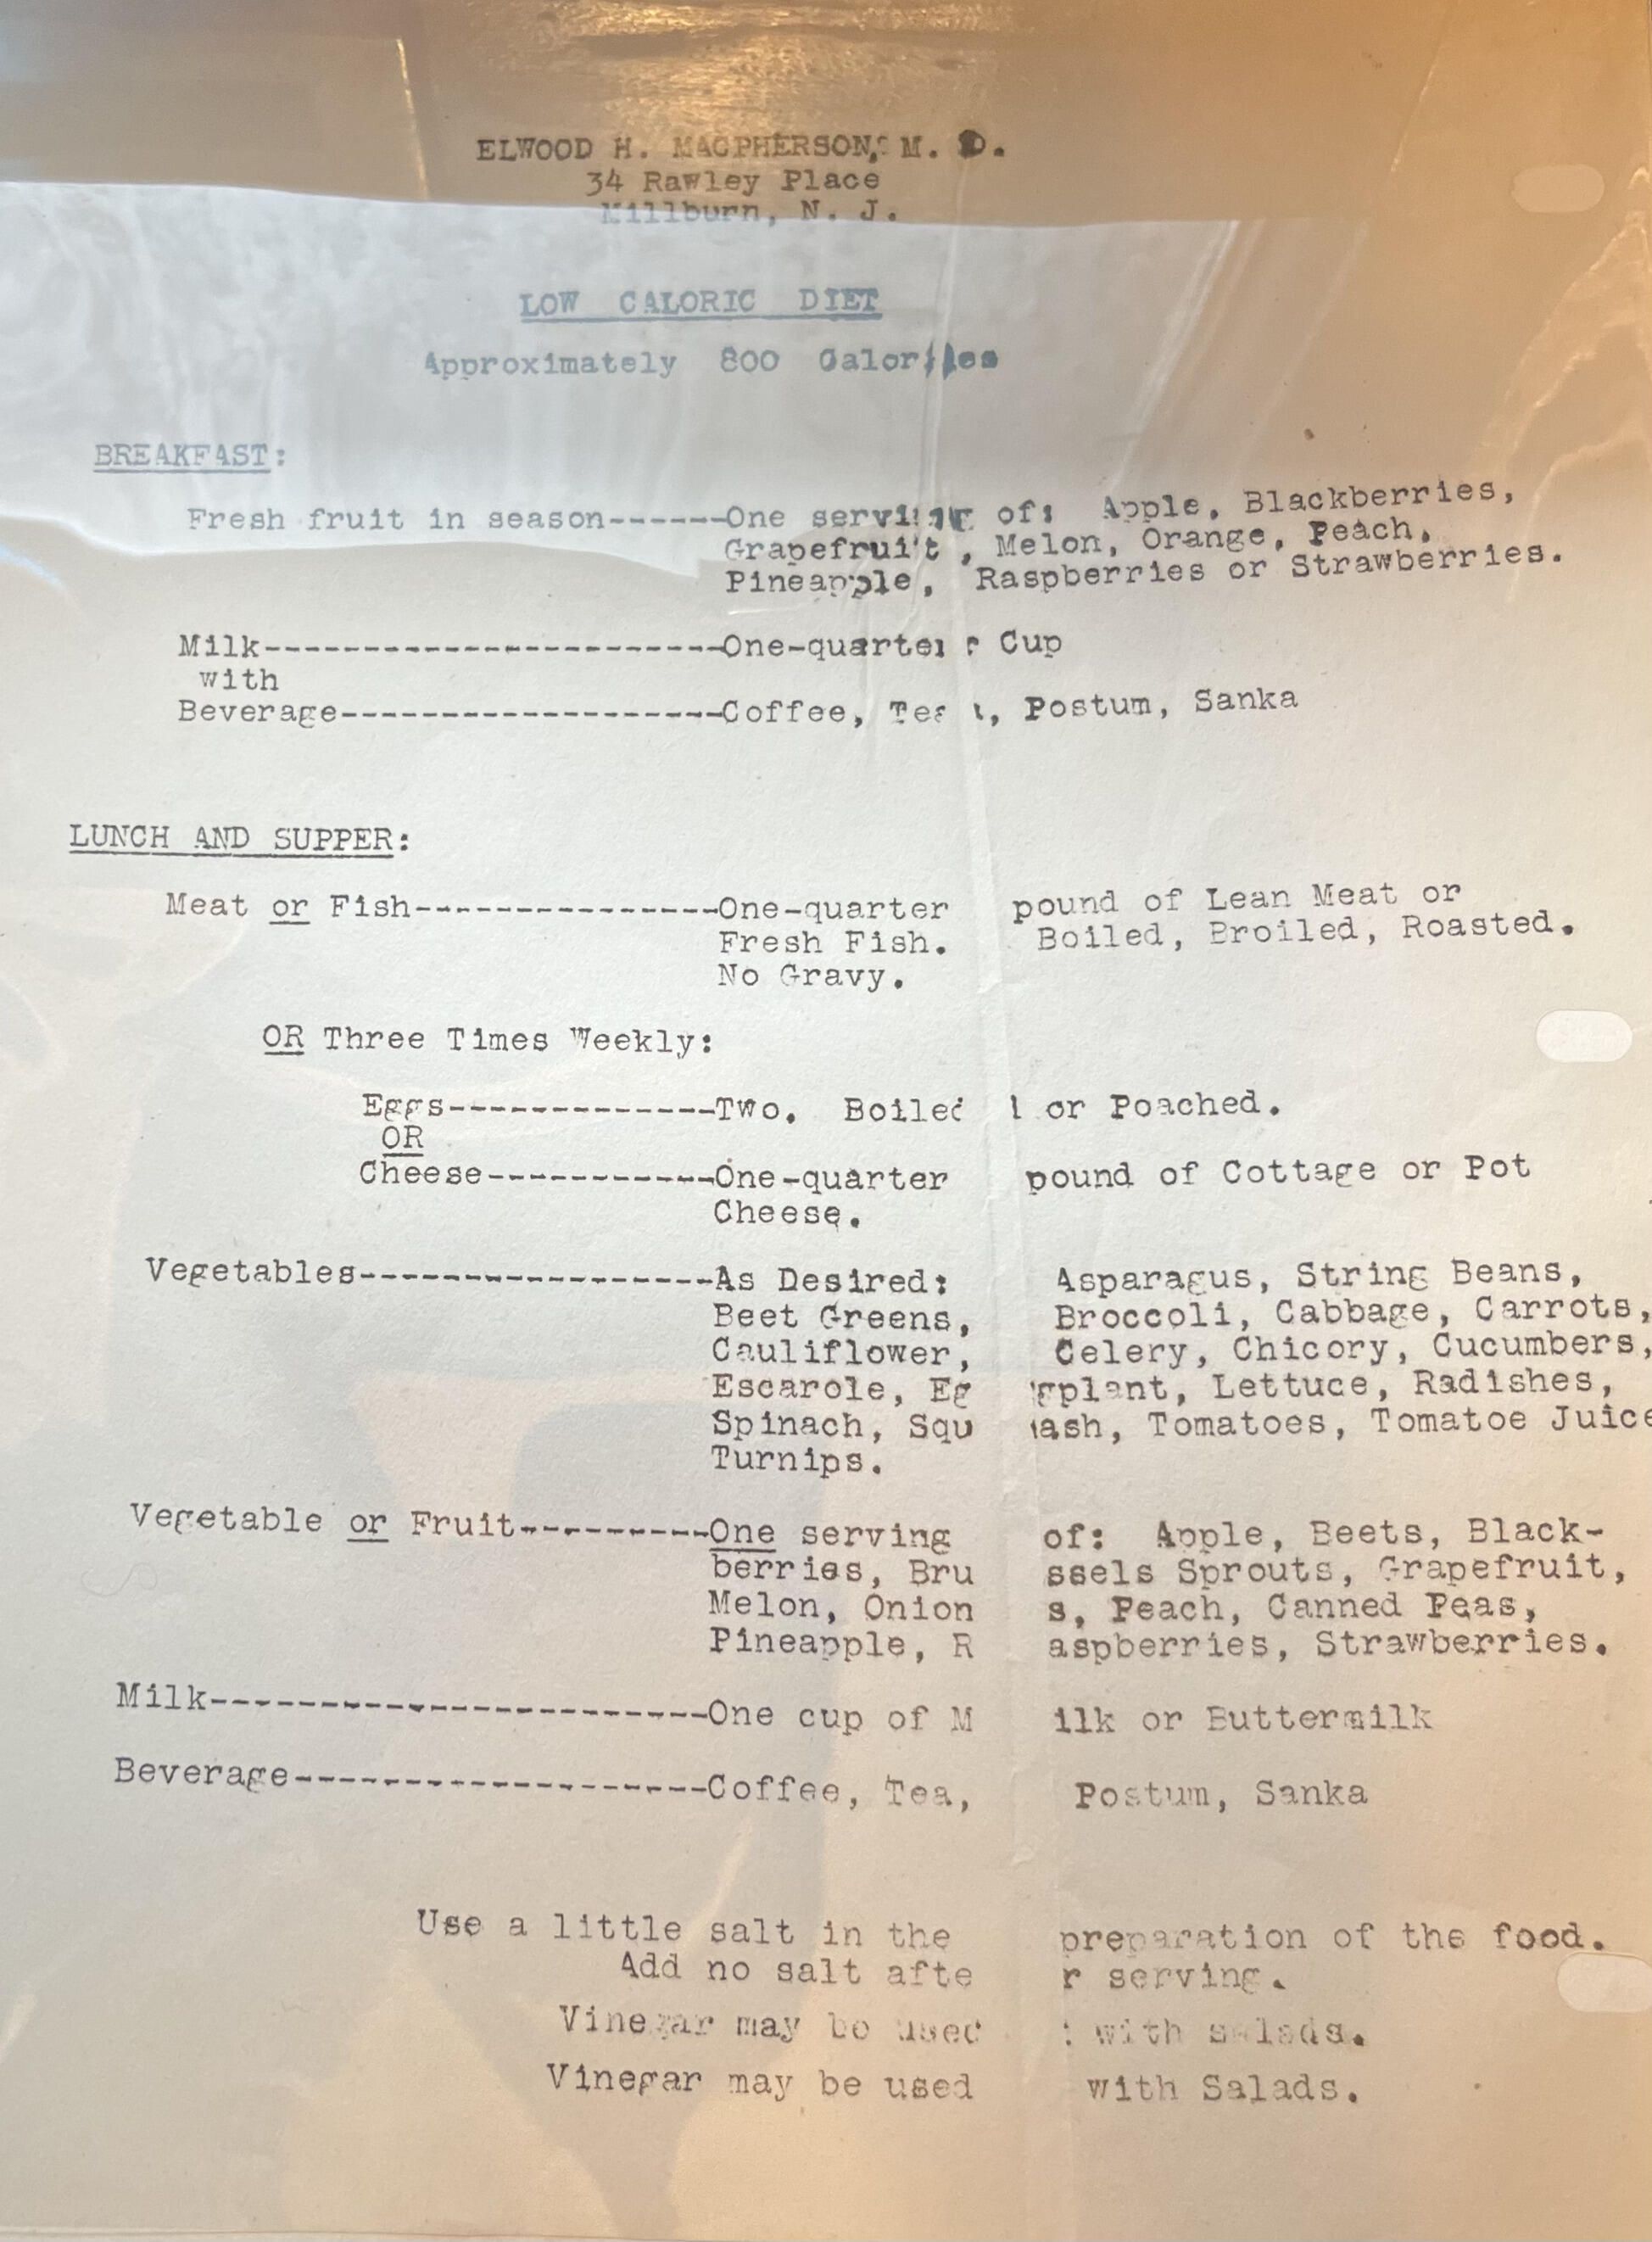 ELWOOD H. MACPHERSON, M. D.
34 Rawley Place
Millburn, N. J.
LOW CALORIC DIET
Approximately 800 Calories
BREAKFAST:
Fresh fruit in season------One serving of: Apple, Blackberries,
Grapefruit, Melon, Orange, Peach,
Pineapple, Raspberries or Strawberries.
Milk------------------------One-quarter Cup
with
Beverage--------------------Coffee, Tea, Postum, Sanka
LUNCH AND SUPPER:
Meat or Fish----------------One-quarter pound of Lean Meat or
Fresh Fish. Boiled, Broiled, Roasted.
No Gravy.
OR Three Times Weekly:
Eggs--------------Two. Boiled or Poached.
OR
Cheese------------One-quarter pound of Cottage or Pot
Cheese.
Vegetables------------------As Desired: Asparagus, String Beans,
Beet Greens, Broccoli, Cabbage, Carrots,
Cauliflower, Celery, Chicory, Cucumbers,
Escarole, Eggplant, Lettuce, Radishes,
Spinach, Squash, Tomatoes, Tomatoe Juice
Turnips.
Vegetable or Fruit----------One serving of: Apple, Beets, Black-
berries, Brussels Sprouts, Grapefruit,
Melon, Onions, Peach, Canned Peas,
Pineapple, Raspberries, Strawberries.
Milk------------------------One cup of Milk or Buttermilk
Beverage--------------------Coffee, Tea, Postum, Sanka
Use a little salt in the preparation of the food.
Add no salt after serving.
Vinegar may be used with salads.
Vinegar may be used with Salads.